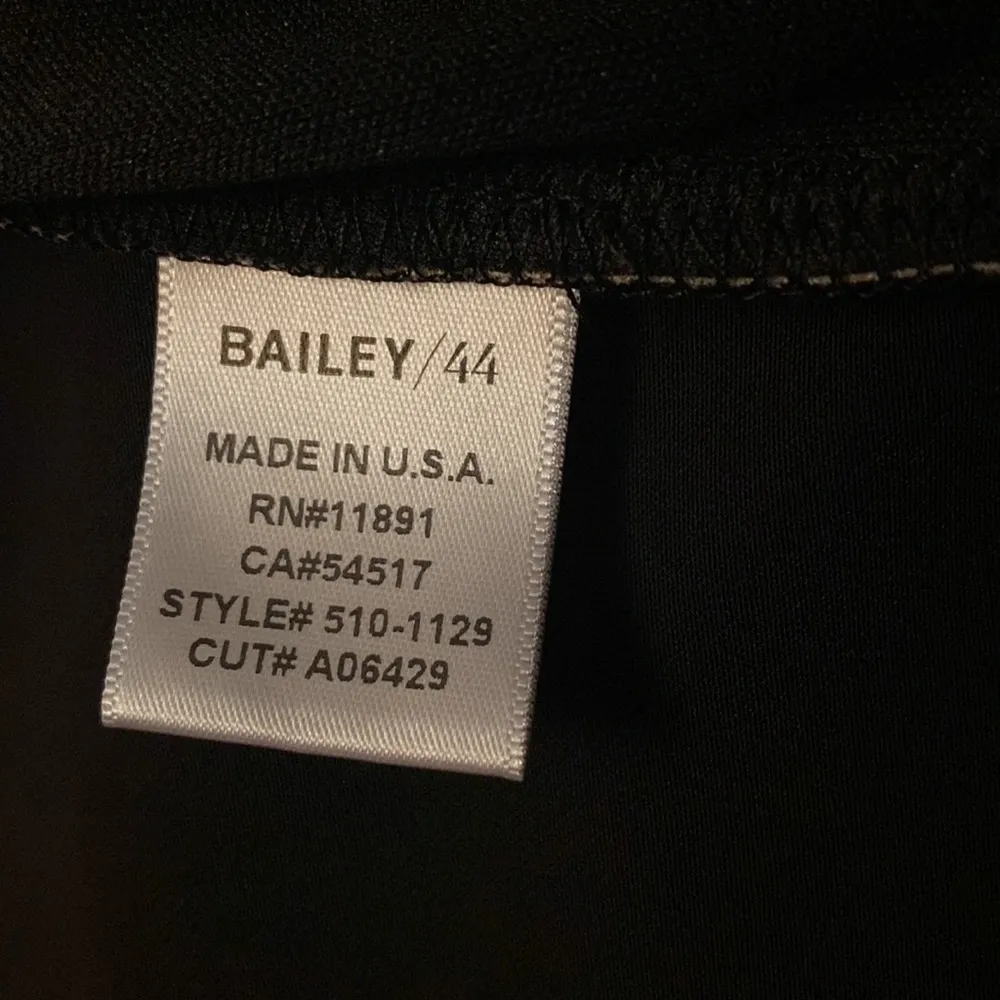 BAILEY/44
MADE IN U.S.A.
RN#11891
CA#54517
STYLE# 510-1129
CUT# A06429